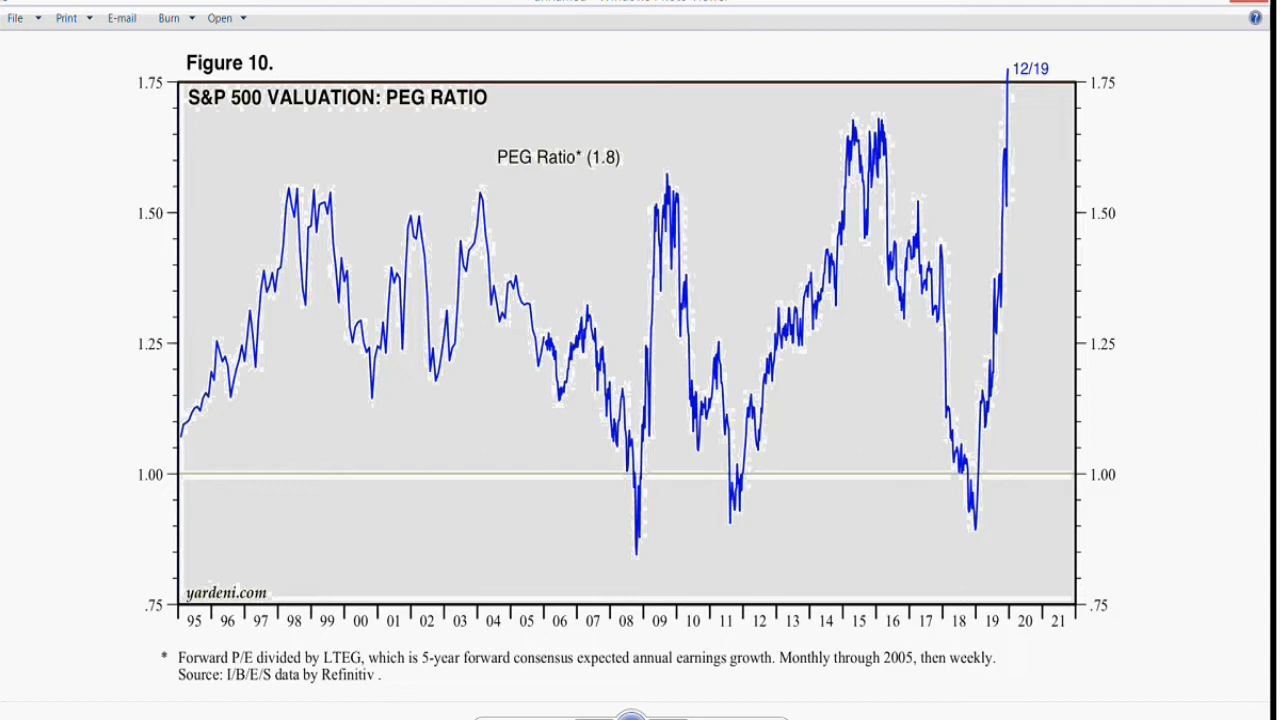 File Print E-mail Burn Open
Figure 10.
12/19
1.75 1.75
S&P 500 VALUATION: PEG RATIO
PEG Ratio* (1.8)
1.50 1.50
1.25 1.25
1.00 1.00
yardeni.com
.75 .75
95 96 97 98 99 00 01 02 03 04 05 06 07 08 09 10 11 12 13 14 15 16 17 18 19 20 21
* Forward P/E divided by LTEG, which is 5-year forward consensus expected annual earnings growth. Monthly through 2005, then weekly.
Source: I/B/E/S data by Refinitiv .